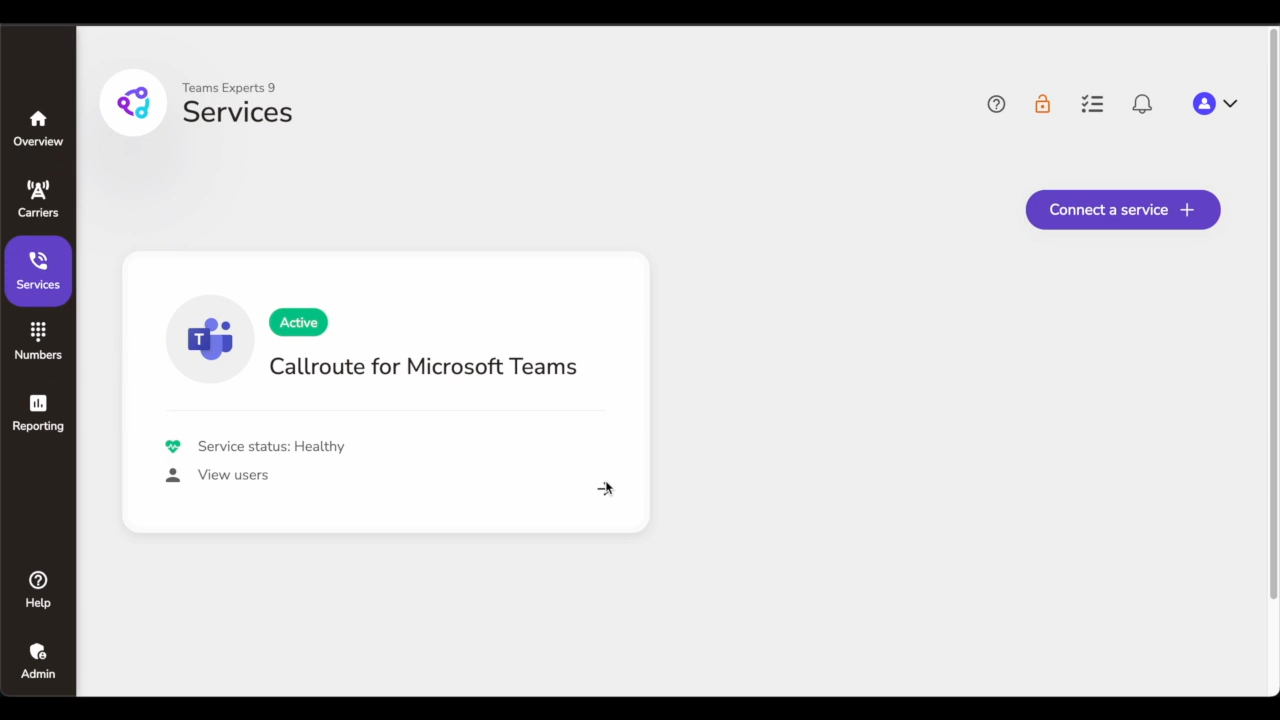 Teams Experts 9
Services
Overview
Carriers
Services
Numbers
Reporting
Help
Admin
Connect a service
T
Active
Callroute for Microsoft Teams
Service status: Healthy
View users